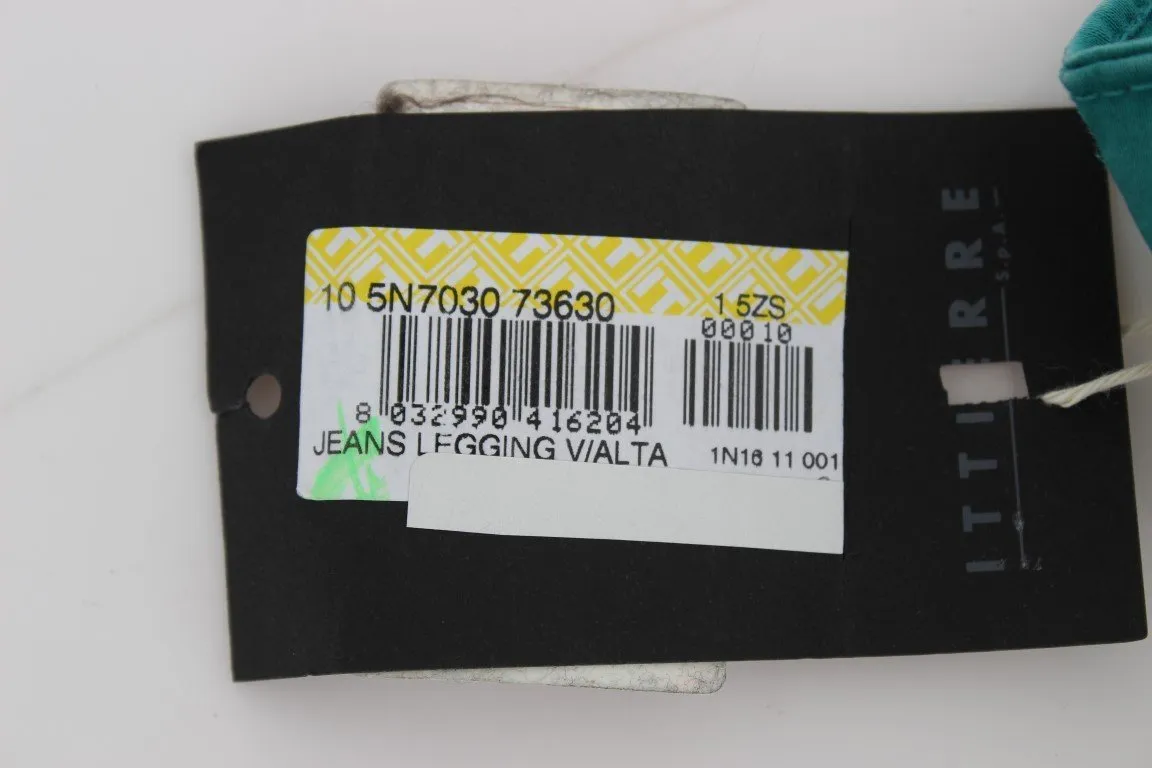 10 5N7030 73630 1 5ZS
00010
8 032990 416204
JEANS LEGGING V/ALTA 1N16 11 001
ITTIERRE
S.p.A.